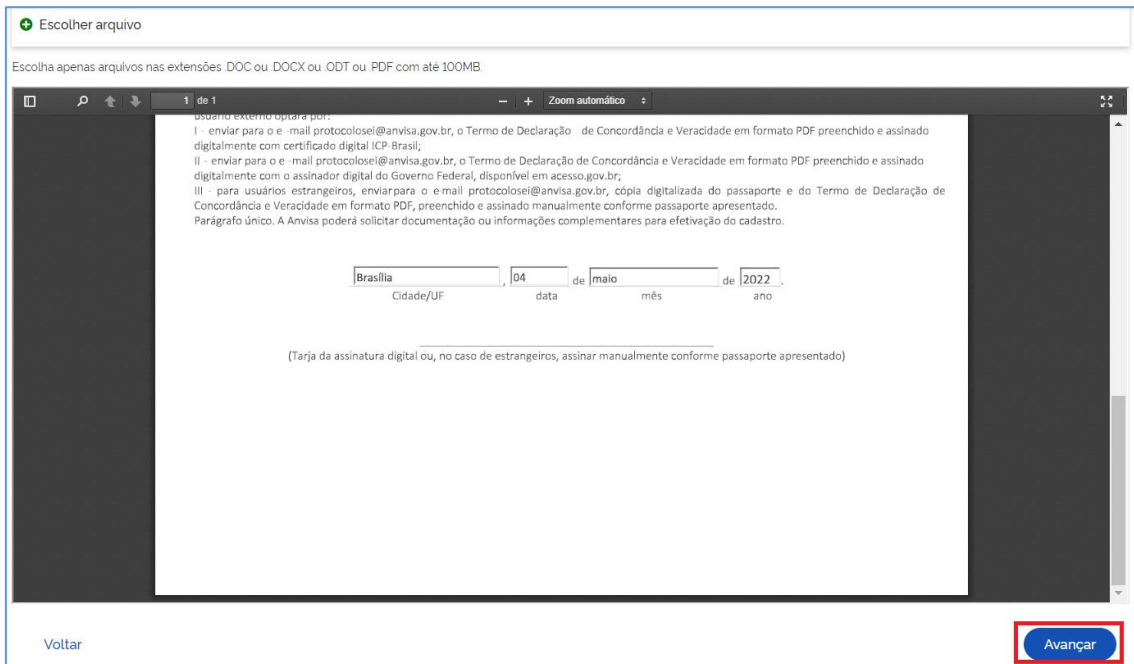 Escolher arquivo
Escolha apenas arquivos nas extensões .DOC ou .DOCX ou .ODT ou .PDF com até 100MB.
1 de 1 Zoom automático
usuário externo optará por:
I - enviar para o e -mail protocolosei@anvisa.gov.br, o Termo de Declaração de Concordância e Veracidade em formato PDF preenchido e assinado
digitalmente com certificado digital ICP-Brasil;
II - enviar para o e -mail protocolosei@anvisa.gov.br, o Termo de Declaração de Concordância e Veracidade em formato PDF preenchido e assinado
digitalmente com o assinador digital do Governo Federal, disponível em acesso.gov.br;
III - para usuários estrangeiros, enviarpara o e-mail protocolosei@anvisa.gov.br, cópia digitalizada do passaporte e do Termo de Declaração de
Concordância e Veracidade em formato PDF, preenchido e assinado manualmente conforme passaporte apresentado.
Parágrafo único. A Anvisa poderá solicitar documentação ou informações complementares para efetivação do cadastro.
Brasília , 04 de maio de 2022 .
Cidade/UF data mês ano
(Tarja da assinatura digital ou, no caso de estrangeiros, assinar manualmente conforme passaporte apresentado)
Voltar Avançar